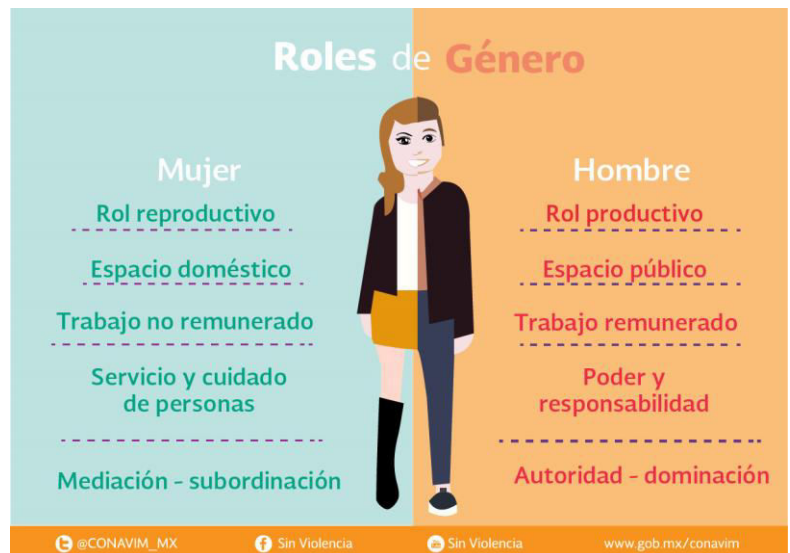 Roles de Género
Mujer
Rol reproductivo
Espacio doméstico
Trabajo no remunerado
Servicio y cuidado
de personas
Mediación - subordinación
Hombre
Rol productivo
Espacio público
Trabajo remunerado
Poder y
responsabilidad
Autoridad - dominación
@CONAVIM_MX
Sin Violencia
Sin Violencia
www.gob.mx/conavim